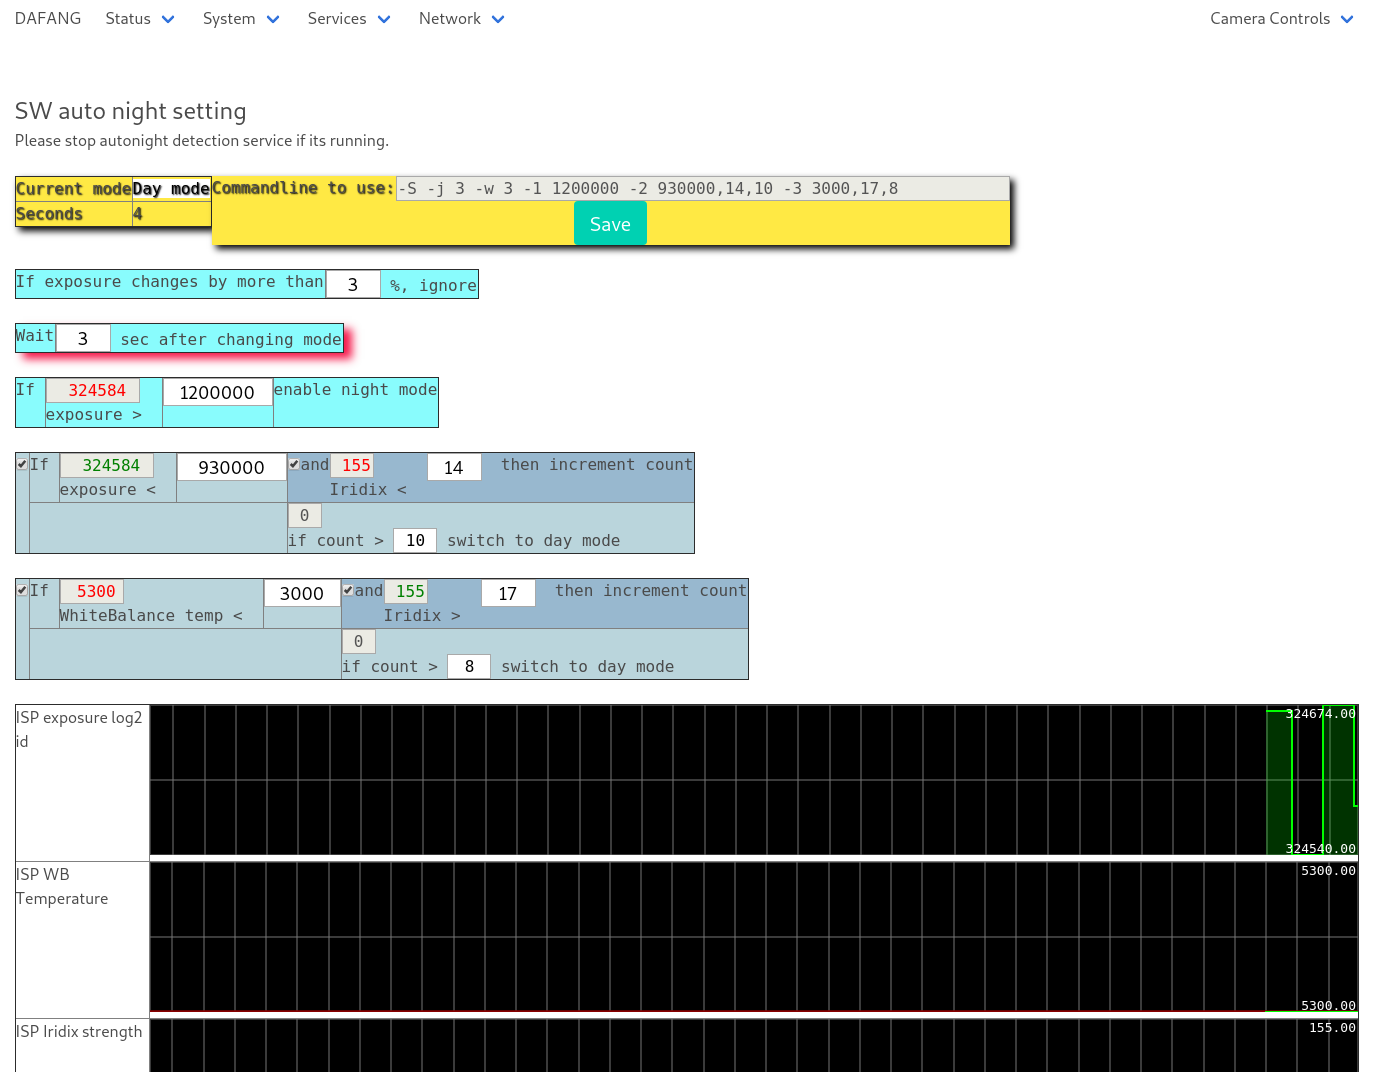 DAFANG Status System Services Network Camera Controls
SW auto night setting
Please stop autonight detection service if its running.
Current mode Day mode Commandline to use: -S -j 3 -w 3 -1 1200000 -2 930000,14,10 -3 3000,17,8
Seconds 4
Save
If exposure changes by more than 3 %, ignore
Wait 3 sec after changing mode
If 324584 1200000 enable night mode
exposure >
If 324584 930000 and 155 14 then increment count
exposure < Iridix <
0
if count > 10 switch to day mode
If 5300 3000 and 155 17 then increment count
WhiteBalance temp < Iridix >
0
if count > 8 switch to day mode
ISP exposure log2 324674.00
id
324540.00
ISP WB 5300.00
Temperature
5300.00
ISP Iridix strength 155.00